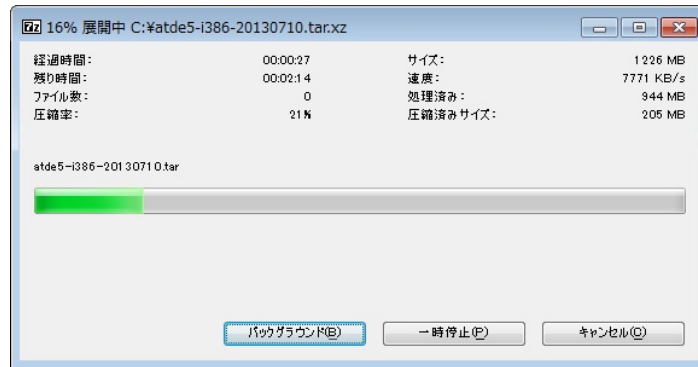 7z 16% 展開中 C:¥atde5-i386-20130710.tar.xz
経過時間: 00:00:27 サイズ: 1226 MB
残り時間: 00:02:14 速度: 7771 KB/s
ファイル数: 0 処理済み: 944 MB
圧縮率: 21% 圧縮済みサイズ: 205 MB
atde5-i386-20130710.tar
バックグラウンド(B) 一時停止(P) キャンセル(C)